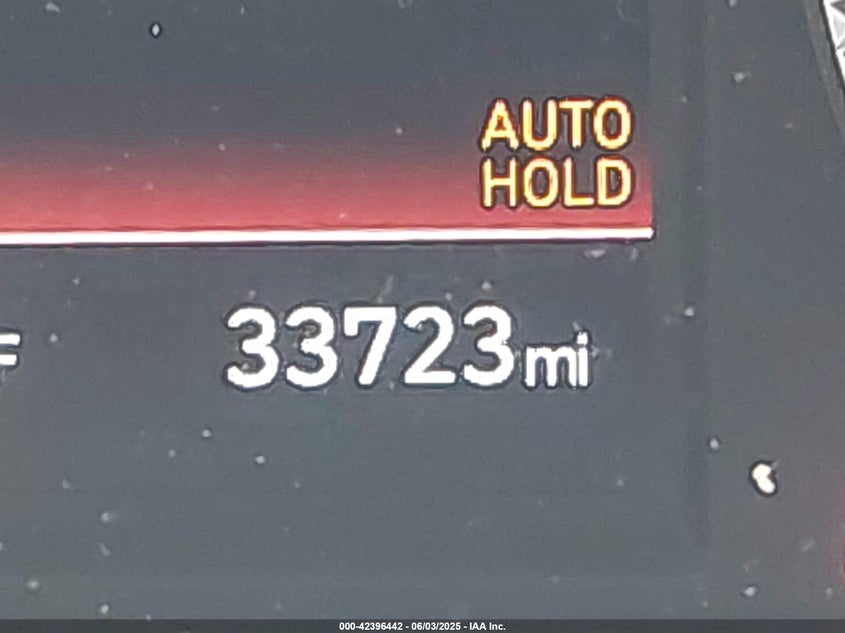 AUTO
HOLD
F
33723mi
000-42396442 - 06/03/2025 - IAA Inc.